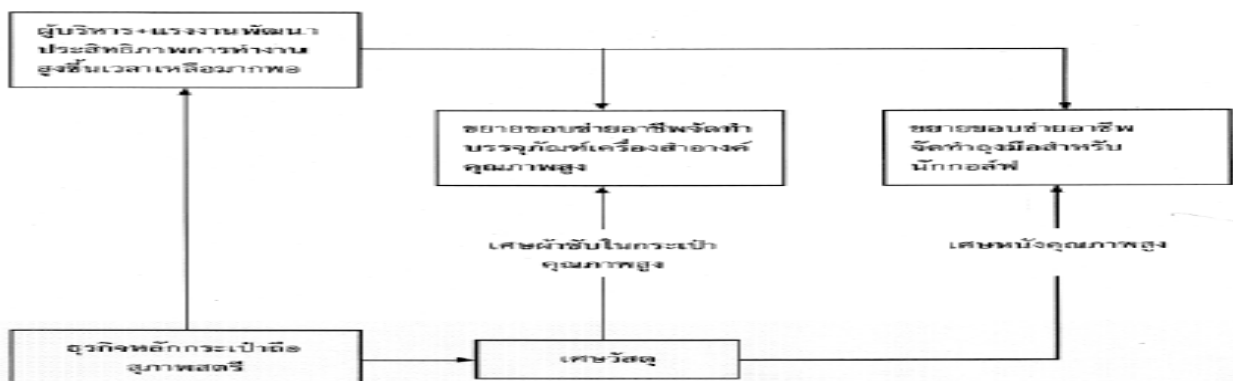 ผู้บริหาร+แรงงานพัฒนา
ประสิทธิภาพการทำงาน
สูงขึ้นเวลาเหลือมากพอ
ขยายขอบข่ายอาชีพจัดทำ
บรรจุภัณฑ์เครื่องสำอางค์
คุณภาพสูง
ขยายขอบข่ายอาชีพ
จัดทำถุงมือสำหรับ
นักกอล์ฟ
เศษผ้าซับในกระเป๋า
คุณภาพสูง
เศษหนังคุณภาพสูง
ธุรกิจหลักกระเป๋าถือ
สุภาพสตรี
เศษวัสดุ